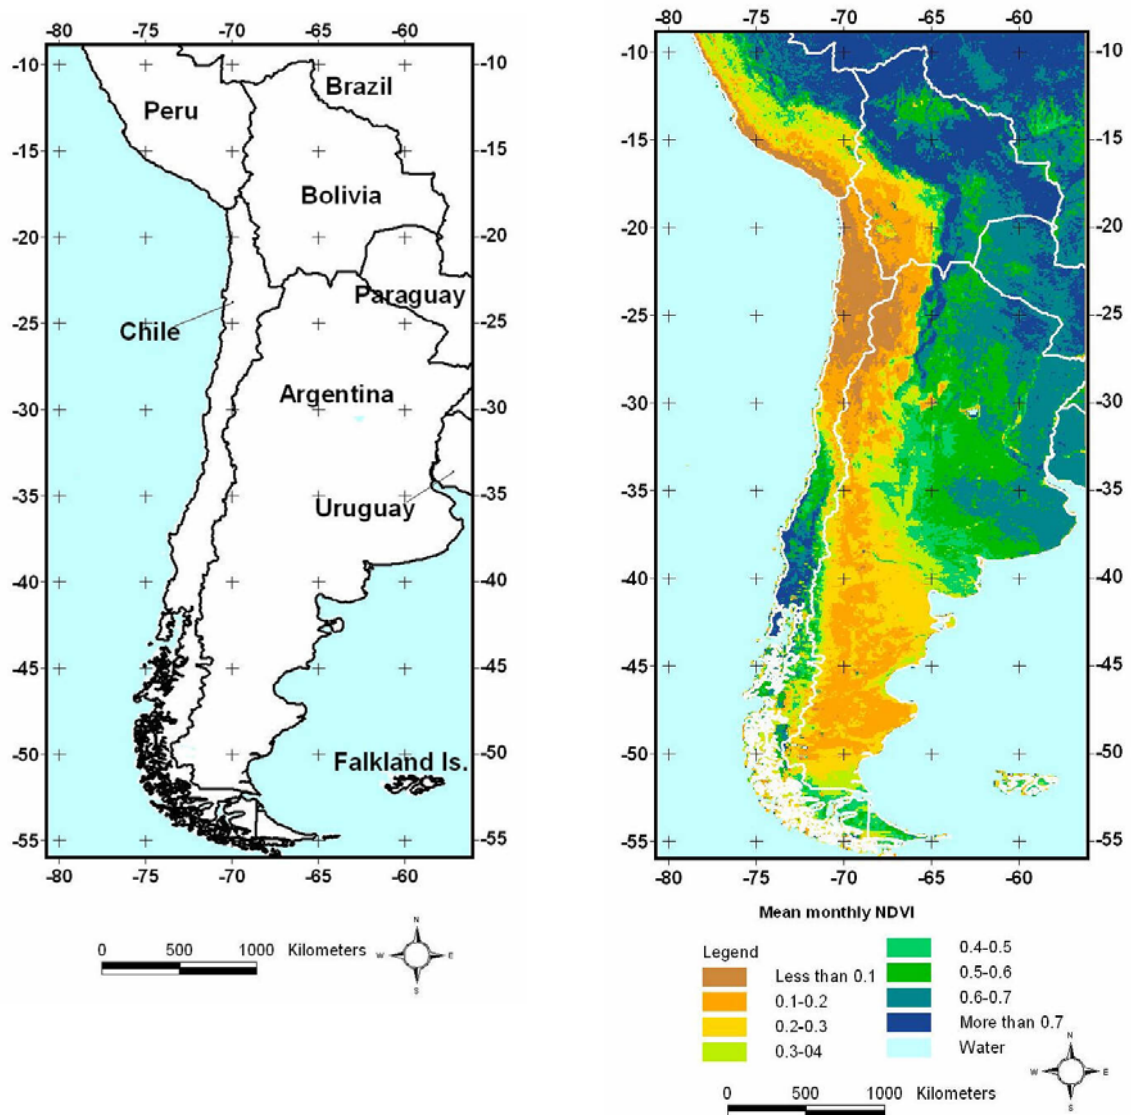 -80 -75 -70 -65 -60
-10 -10
Brazil
Peru
-15 -15
Bolivia
-20 -20
Paraguay
-25 -25
Chile
Argentina
-30 -30
-35 -35
Uruguay
-40 -40
-45 -45
-50 -50
Falkland Is.
-55 -55
-80 -75 -70 -65 -60
0 500 1000 Kilometers
N
W E
S
-80 -75 -70 -65 -60
-10 -10
-15 -15
-20 -20
-25 -25
-30 -30
-35 -35
-40 -40
-45 -45
-50 -50
-55 -55
-80 -75 -70 -65 -60
Mean monthly NDVI
Legend
Less than 0.1
0.1-0.2
0.2-0.3
0.3-04
0.4-0.5
0.5-0.6
0.6-0.7
More than 0.7
Water
N
W E
S
0 500 1000 Kilometers